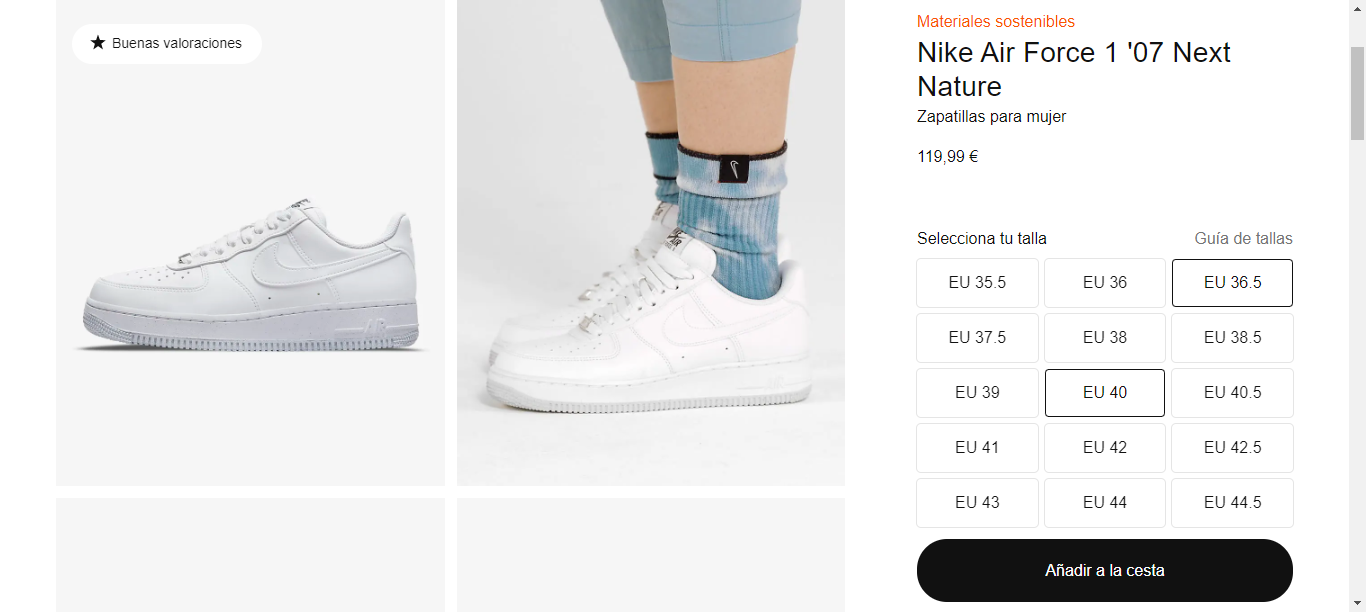 Buenas valoraciones
Materiales sostenibles
Nike Air Force 1 '07 Next
Nature
Zapatillas para mujer
119,99 €
Selecciona tu talla
Guía de tallas
EU 35.5
EU 36
EU 36.5
EU 37.5
EU 38
EU 38.5
EU 39
EU 40
EU 40.5
EU 41
EU 42
EU 42.5
EU 43
EU 44
EU 44.5
Añadir a la cesta